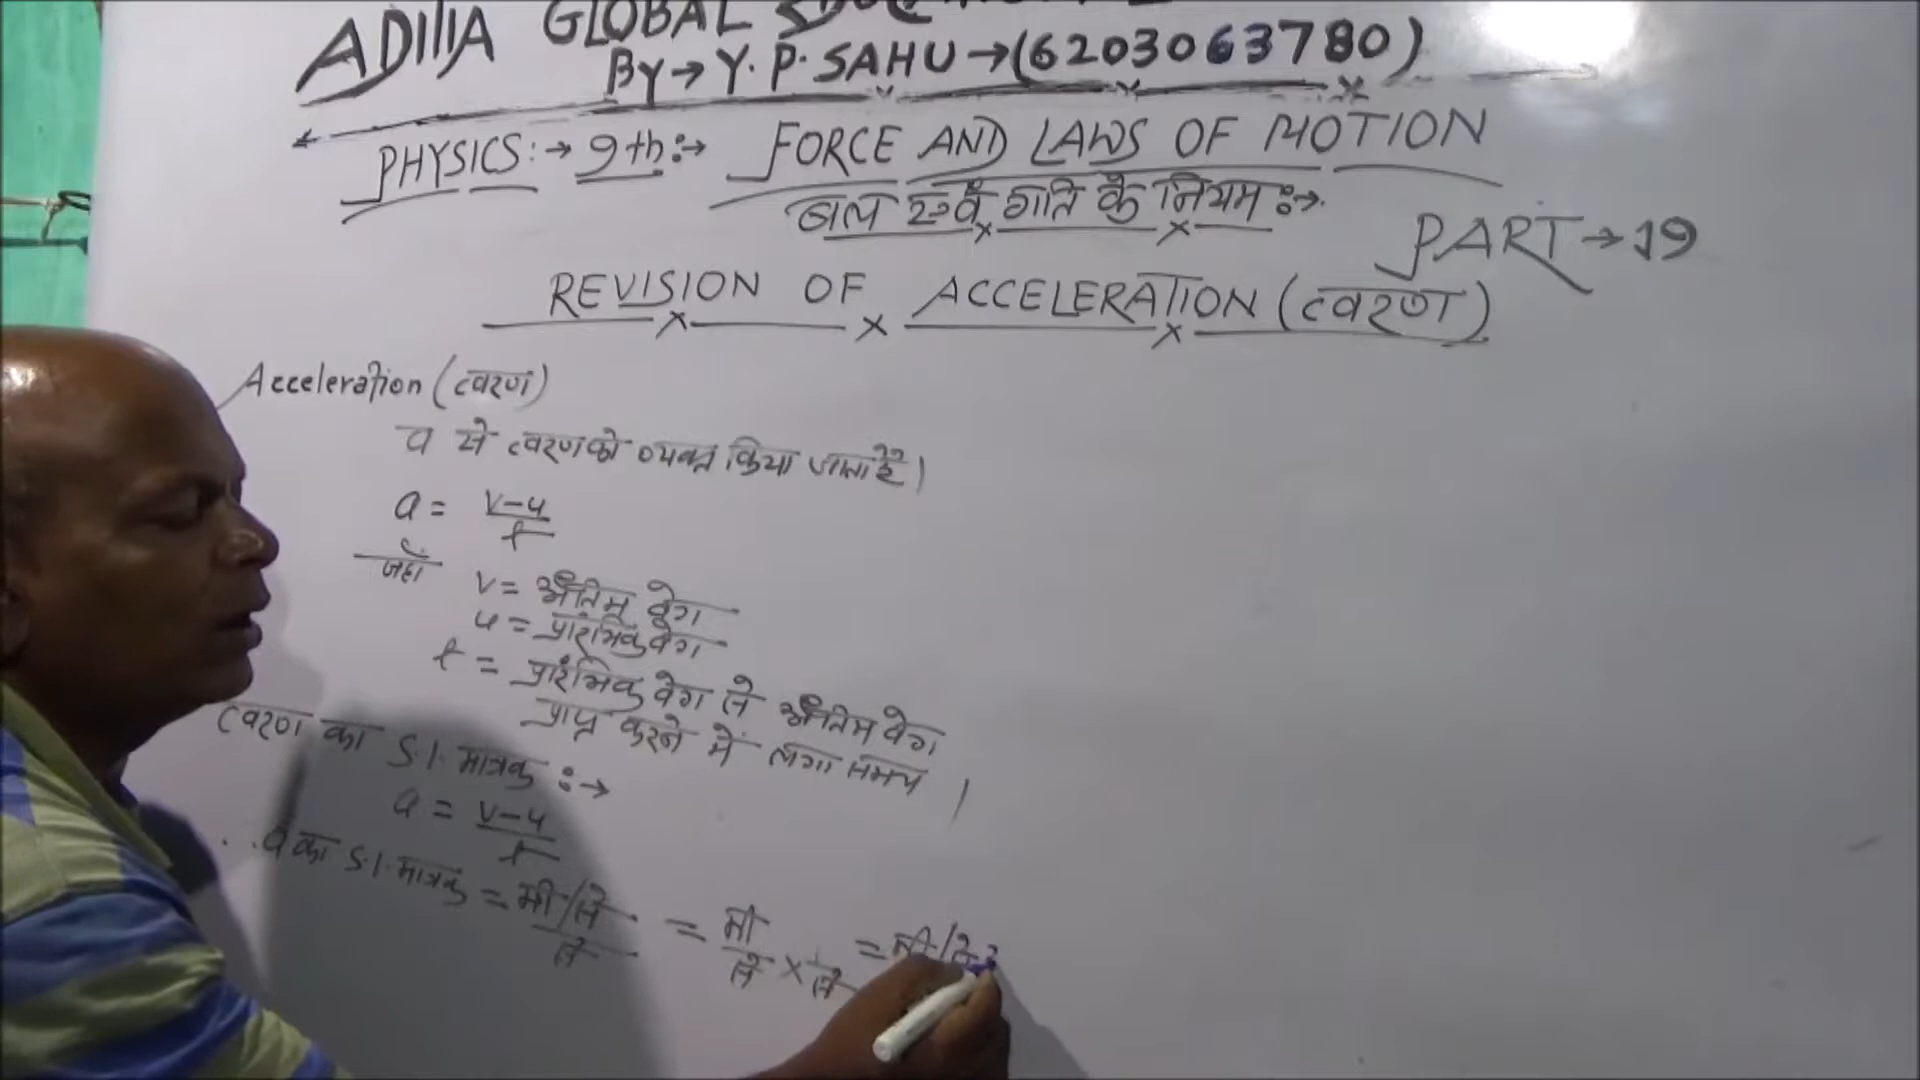 ADITYA GLOBAL
BY→ Y. P. SAHU →(6203063780)
PHYSICS:→ 9th:→ FORCE AND LAWS OF MOTION
बल एवं गति के नियम:→
PART→19
REVISION OF ACCELERATION (त्वरण)
Acceleration (त्वरण)
a से त्वरण को व्यक्त किया जाता है।
a = v-u/t
जहाँ
v = अंतिम वेग
u = प्रारंभिक वेग
t = प्रारंभिक वेग से अंतिम वेग
प्राप्त करने में लगा समय।
त्वरण का S.I. मात्रक:→
a = v-u/t
∴ a का S.I. मात्रक = मी/से/से = मी/से × 1/से = मी/से²